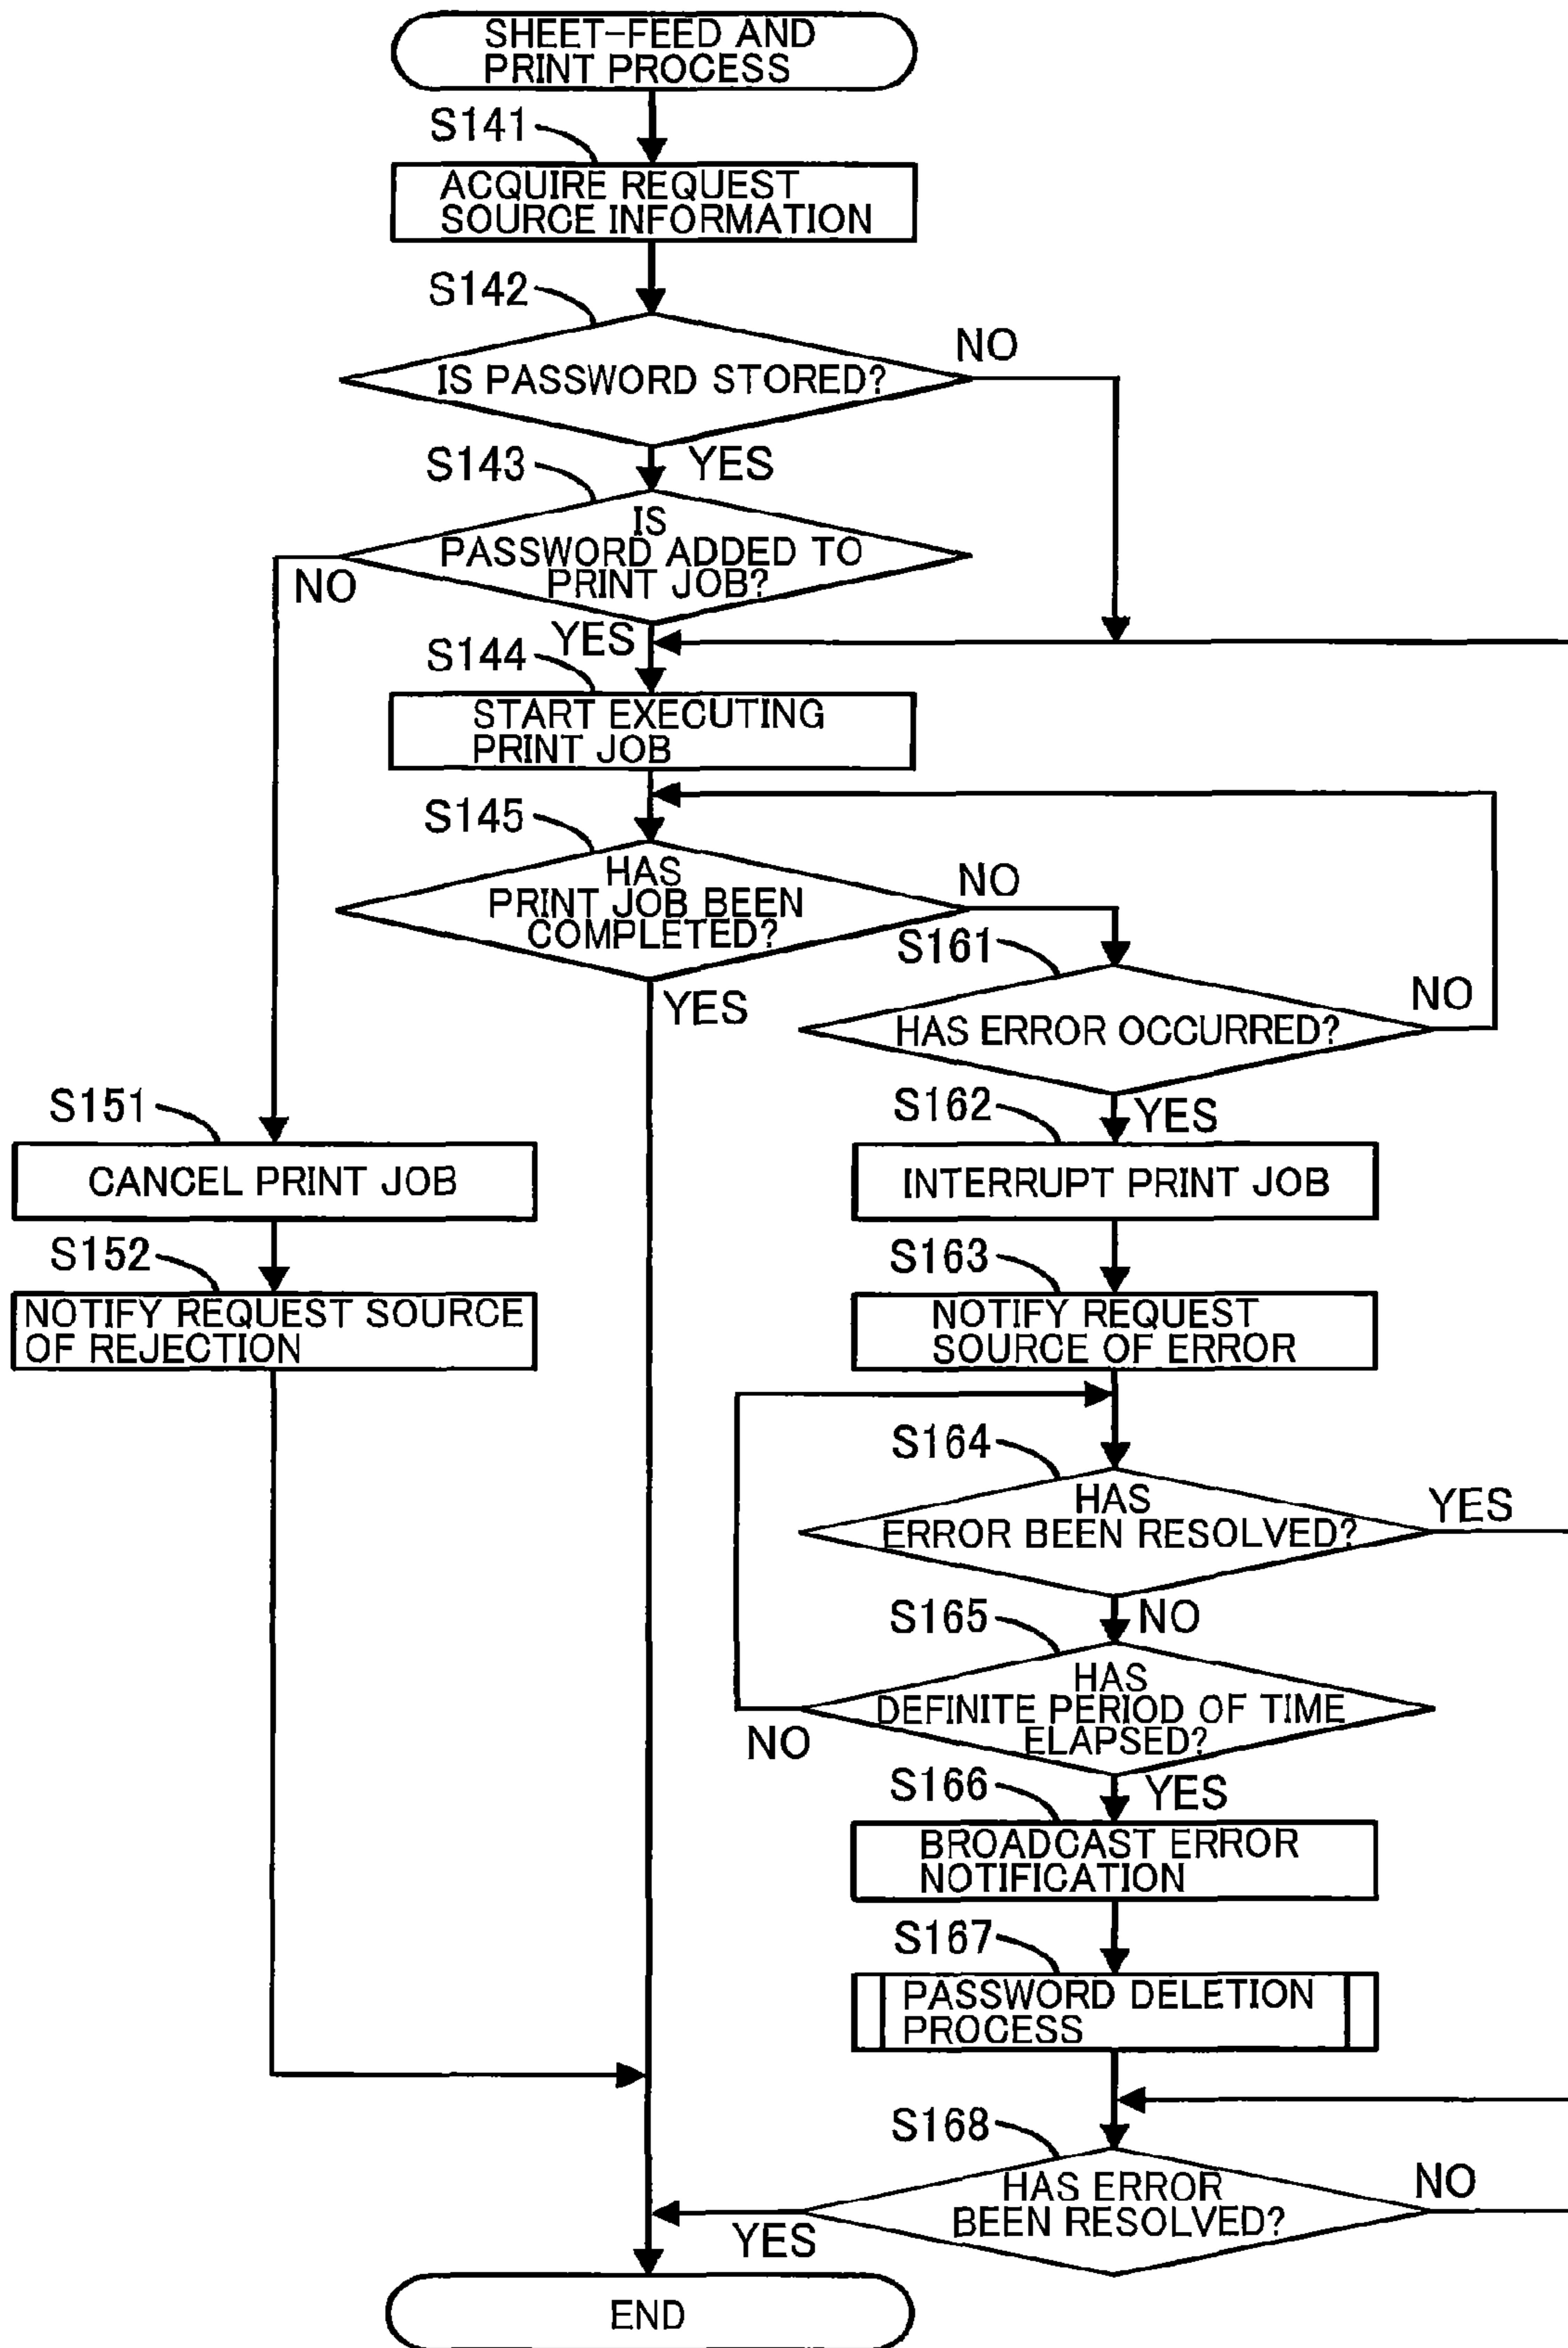 SHEET-FEED AND
PRINT PROCESS
S141
ACQUIRE REQUEST
SOURCE INFORMATION
S142
NO
IS PASSWORD STORED?
YES
S143
IS
PASSWORD ADDED TO
PRINT JOB?
NO
YES
S144
START EXECUTING
PRINT JOB
S145
HAS
PRINT JOB BEEN
COMPLETED?
NO
YES
S161
NO
HAS ERROR OCCURRED?
YES
S151
CANCEL PRINT JOB
S152
NOTIFY REQUEST SOURCE
OF REJECTION
S162
INTERRUPT PRINT JOB
S163
NOTIFY REQUEST
SOURCE OF ERROR
S164
HAS
ERROR BEEN RESOLVED?
YES
NO
S165
HAS
DEFINITE PERIOD OF TIME
ELAPSED?
NO
YES
S166
BROADCAST ERROR
NOTIFICATION
S167
PASSWORD DELETION
PROCESS
S168
HAS ERROR
BEEN RESOLVED?
NO
YES
END